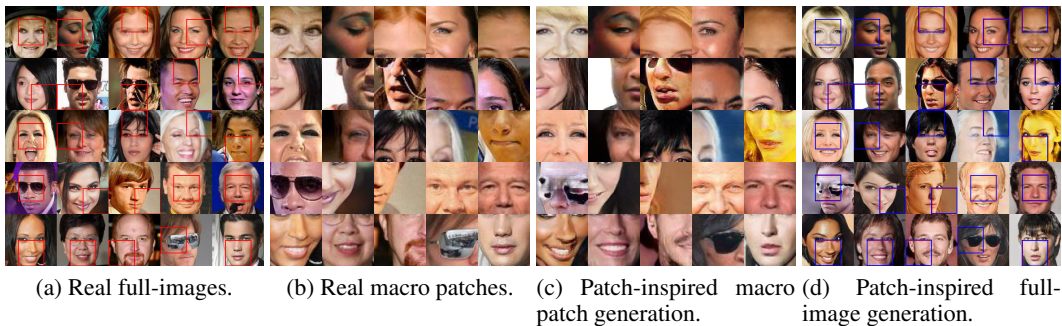 (a) Real full-images.
(b) Real macro patches.
(c) Patch-inspired macro
patch generation.
(d) Patch-inspired full-
image generation.